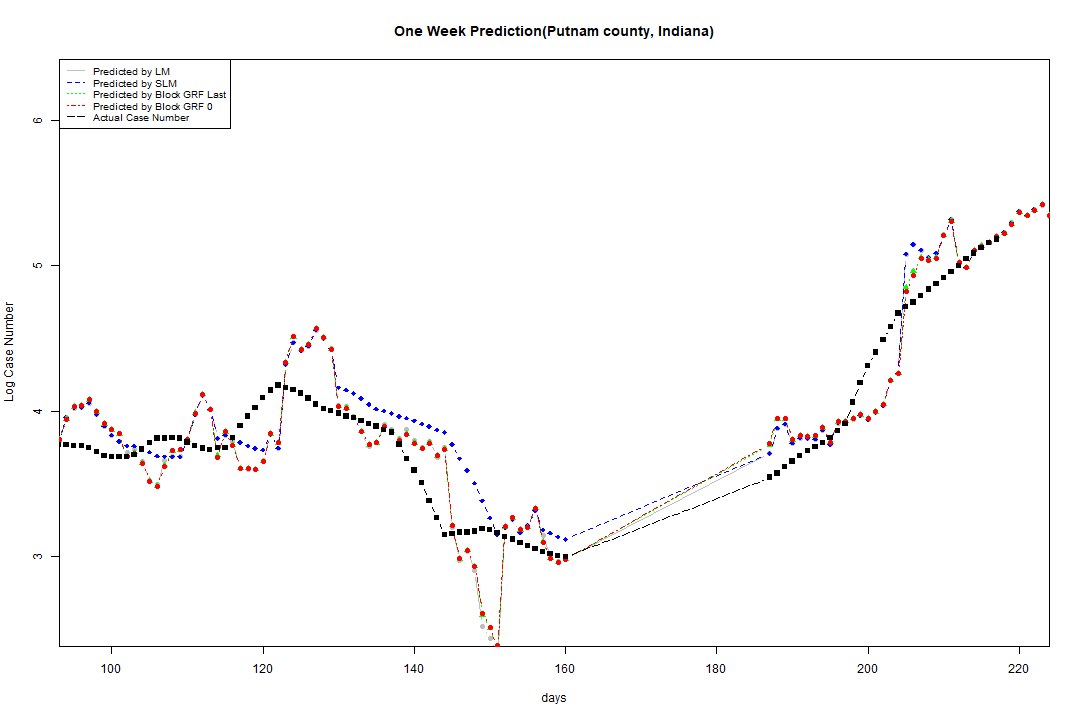 One Week Prediction(Putnam county, Indiana)
Predicted by LM
Predicted by SLM
Predicted by Block GRF Last
Predicted by Block GRF 0
Actual Case Number
Log Case Number
6
5
4
3
100 120 140 160 180 200 220
days